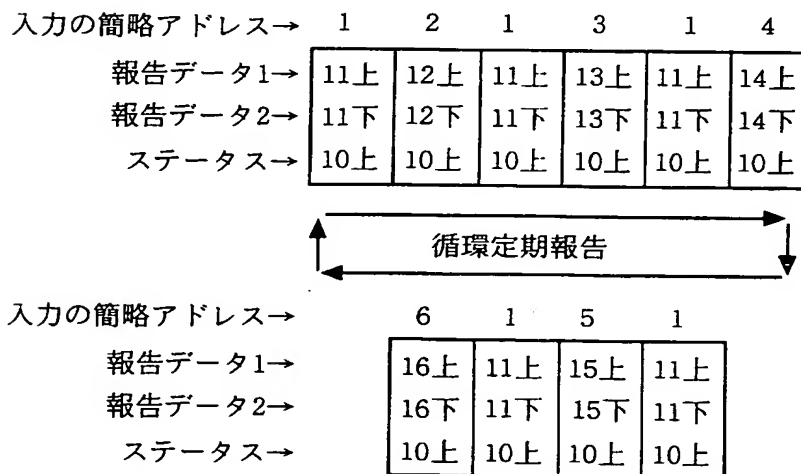 入力の簡略アドレス→ 1 2 1 3 1 4
報告データ1→ 11上 12上 11上 13上 11上 14上
報告データ2→ 11下 12下 11下 13下 11下 14下
ステータス→ 10上 10上 10上 10上 10上 10上
循環定期報告
入力の簡略アドレス→ 6 1 5 1
報告データ1→ 16上 11上 15上 11上
報告データ2→ 16下 11下 15下 11下
ステータス→ 10上 10上 10上 10上